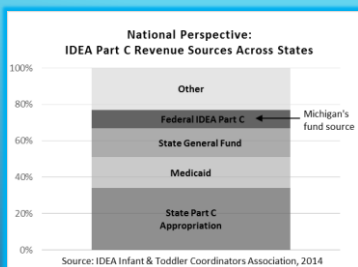 National Perspective:
IDEA Part C Revenue Sources Across States
100%
80%
60%
40%
20%
0%
Other
Federal IDEA Part C
State General Fund
Medicaid
State Part C
Appropriation
Michigan's
fund source
Source: IDEA Infant & Toddler Coordinators Association, 2014